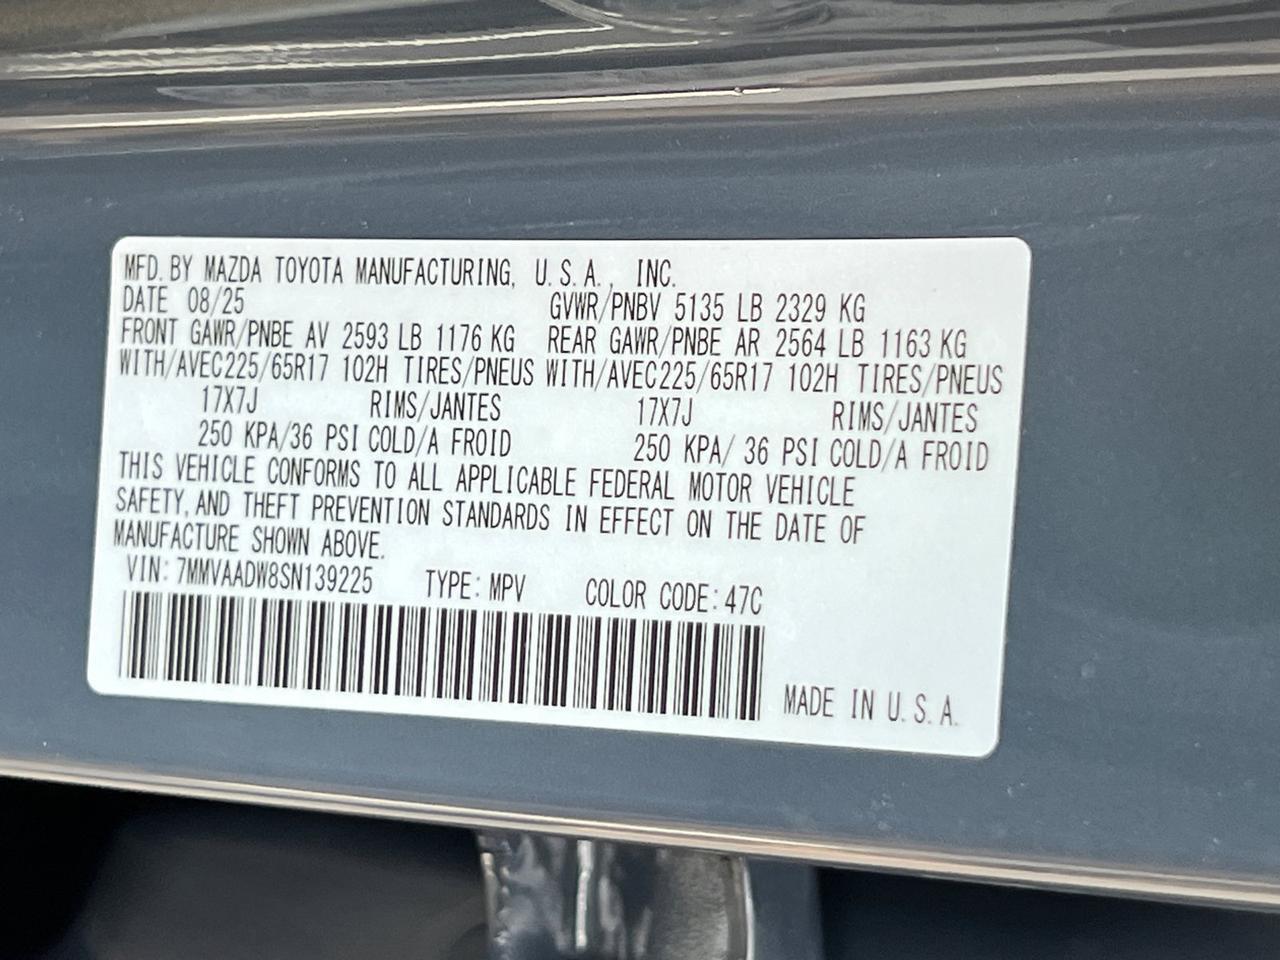 MFD. BY MAZDA TOYOTA MANUFACTURING, U.S.A., INC.
DATE 08/25 GVWR/PNBV 5135 LB 2329 KG
FRONT GAWR/PNBE AV 2593 LB 1176 KG REAR GAWR/PNBE AR 2564 LB 1163 KG
WITH/AVEC225/65R17 102H TIRES/PNEUS WITH/AVEC225/65R17 102H TIRES/PNEUS
17X7J RIMS/JANTES 17X7J RIMS/JANTES
250 KPA/36 PSI COLD/A FROID 250 KPA/ 36 PSI COLD/A FROID
THIS VEHICLE CONFORMS TO ALL APPLICABLE FEDERAL MOTOR VEHICLE
SAFETY, AND THEFT PREVENTION STANDARDS IN EFFECT ON THE DATE OF
MANUFACTURE SHOWN ABOVE.
VIN: 7MMVAADW8SN139225 TYPE: MPV COLOR CODE: 47C
MADE IN U.S.A.